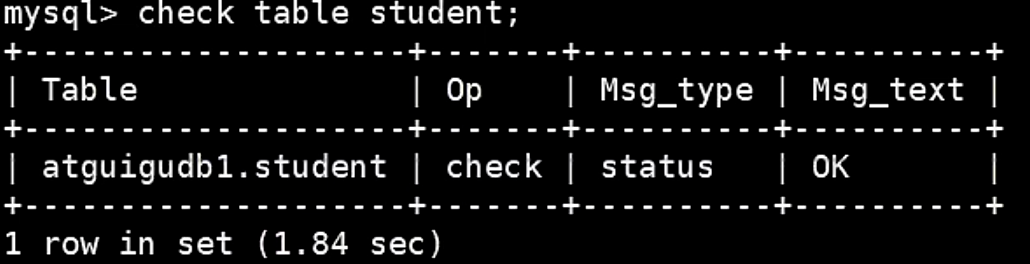 mysql> check table student;
+--------------------+-------+----------+----------+
| Table              | Op    | Msg_type | Msg_text |
+--------------------+-------+----------+----------+
| atguigudb1.student | check | status   | OK       |
+--------------------+-------+----------+----------+
1 row in set (1.84 sec)